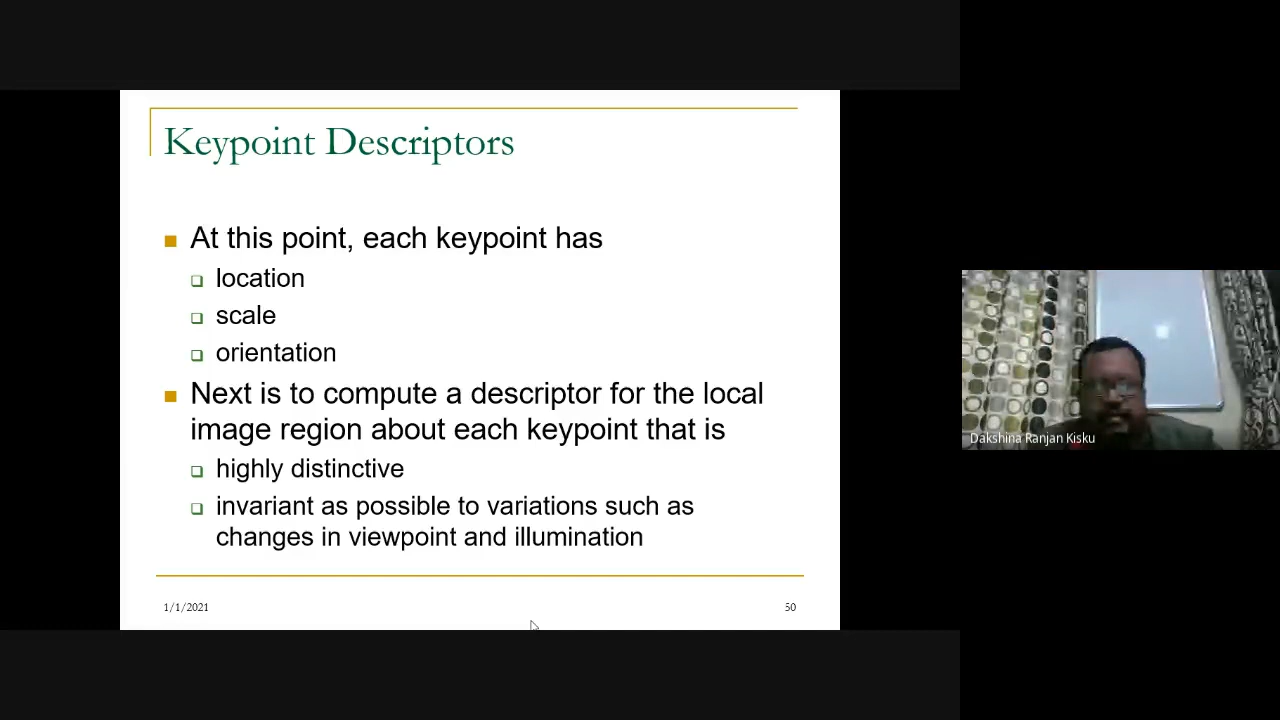 Keypoint Descriptors
At this point, each keypoint has
location
scale
orientation
Next is to compute a descriptor for the local
image region about each keypoint that is
highly distinctive
invariant as possible to variations such as
changes in viewpoint and illumination
1/1/2021
50
Dakshina Ranjan Kisku